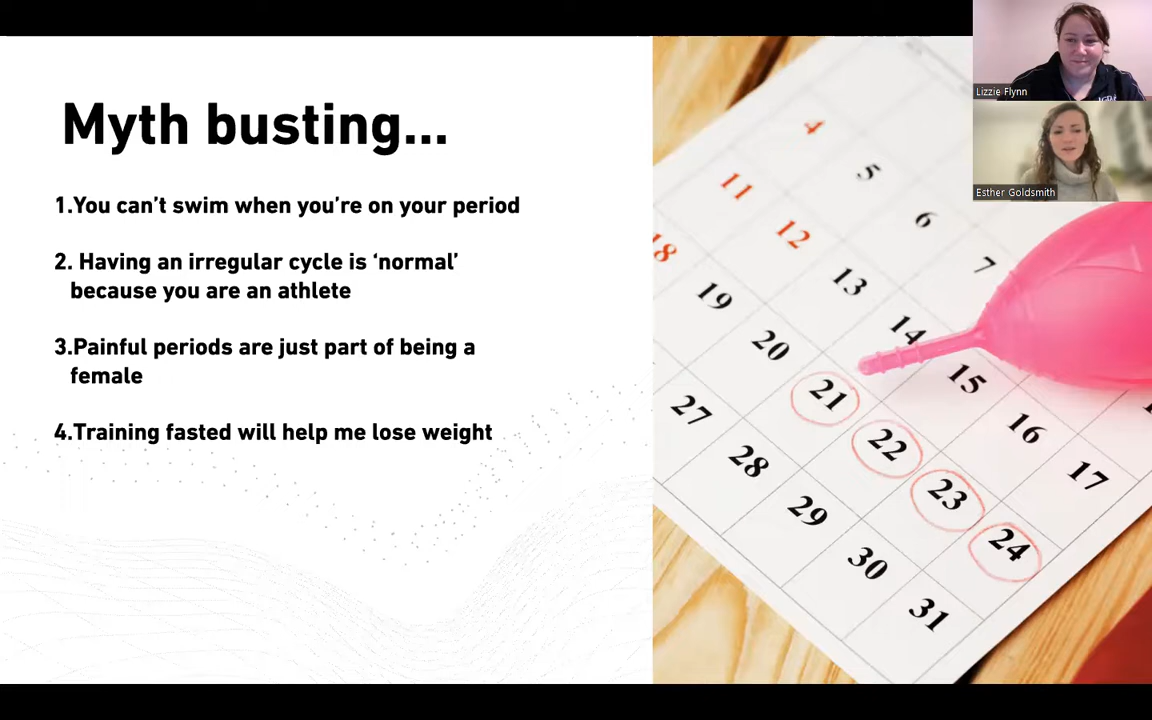 Myth busting...
1.You can't swim when you're on your period
2. Having an irregular cycle is ‘normal’
because you are an athlete
3.Painful periods are just part of being a
female
4.Training fasted will help me lose weight
Lizzie Flynn
Esther Goldsmith
4
5
6
7
11
12
13
14
15
16
17
18
19
20
21
22
23
24
27
28
29
30
31